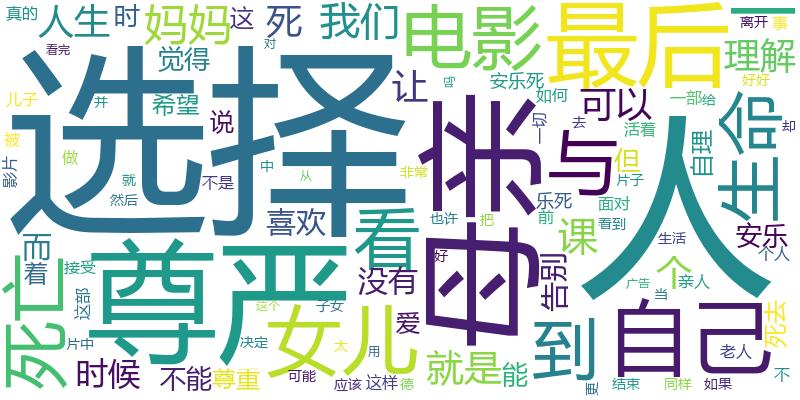 真的
人生
时
妈妈
这
死
我们
电影
最后
一
离开
事
理解
看完
觉得
对
儿子
并
希望
说
让
吗
安乐死
如何
可以
一部
给
好好
却
被
影片
做
选择
就
中
然后
不是
从
非常
母亲
一切
去
与
活着
但
片子
自理
生命
人
喜欢
看
也许
把
乐死
前
面对
看到
课
而
着
死亡
接受
这部
尊严
没有
好
告别
生活
个
亲人
安乐
个人
广告
当
这个
子女
女儿
爱
到
自己
死去
片中
时候
不能
尊重
决定
太
可能
用
应该
这样
德
就是
能
更
结束
同样
如果
老人
不